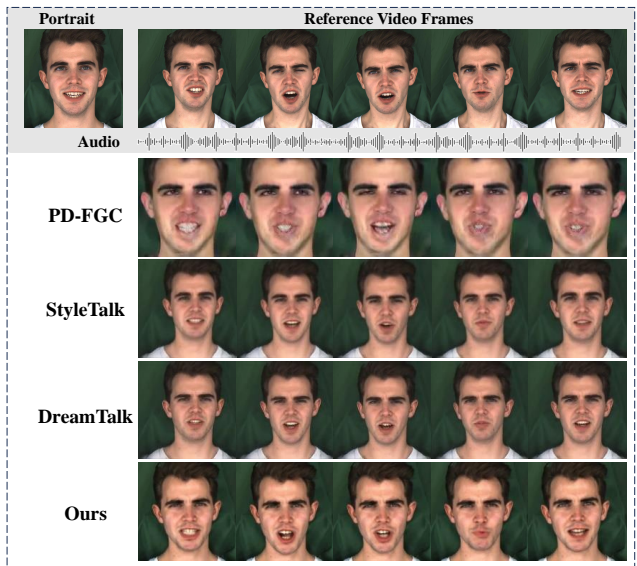 Portrait
Reference Video Frames
Audio
PD-FGC
StyleTalk
DreamTalk
Ours